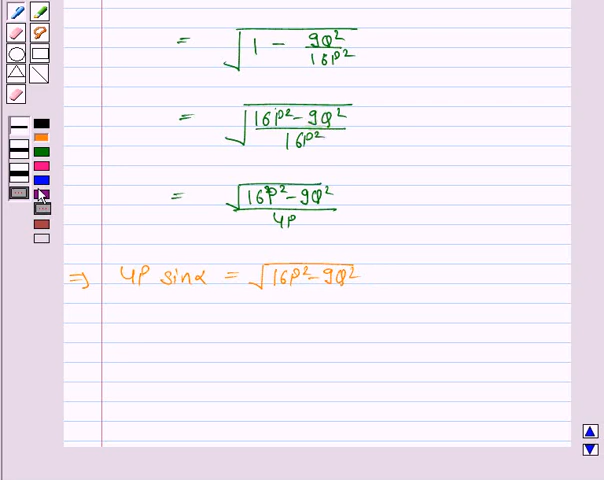 = √(1 − 9Q²/16P²)
= √((16P² − 9Q²)/16P²)
= √(16P² − 9Q²)/4P
⇒ 4P sinα = √(16P² − 9Q²)